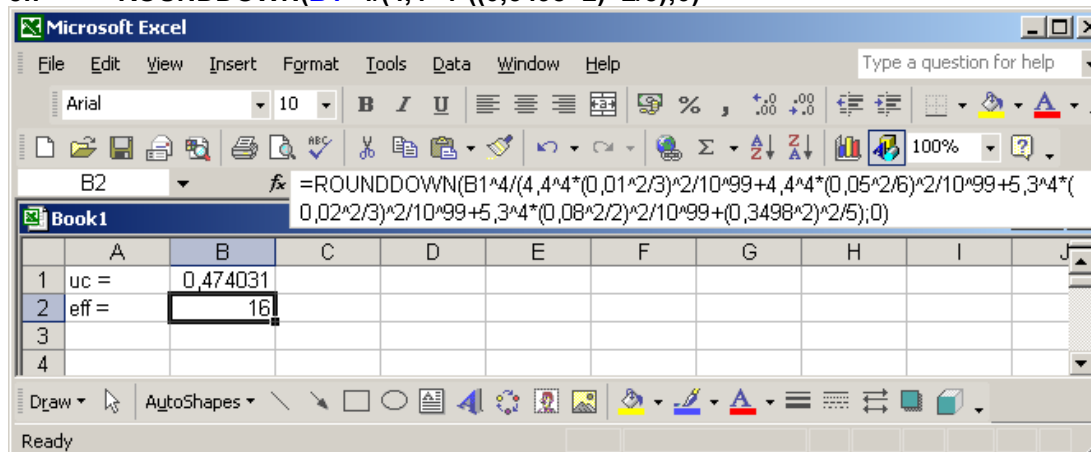 Microsoft Excel
File Edit View Insert Format Tools Data Window Help Type a question for help
Arial 10 B I U % ,
100%
B2 fx =ROUNDDOWN(B1^4/(4,4^4*(0,01^2/3)^2/10^99+4,4^4*(0,05^2/6)^2/10^99+5,3^4*(
0,02^2/3)^2/10^99+5,3^4*(0,08^2/2)^2/10^99+(0,3498^2)^2/5);0)
Book1
A B C D E F G H I J
1 uc = 0,474031
2 eff = 16
3
4
Draw AutoShapes
Ready